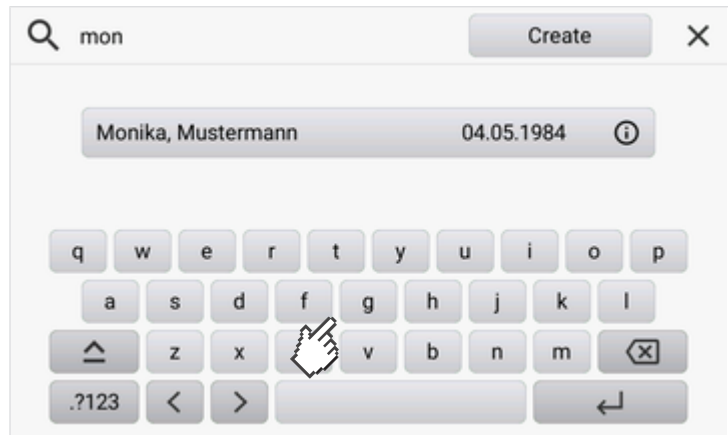 mon Create
Monika, Mustermann 04.05.1984
q w e r t y u i o p
a s d f g h j k l
z x v b n m
.?123 < >